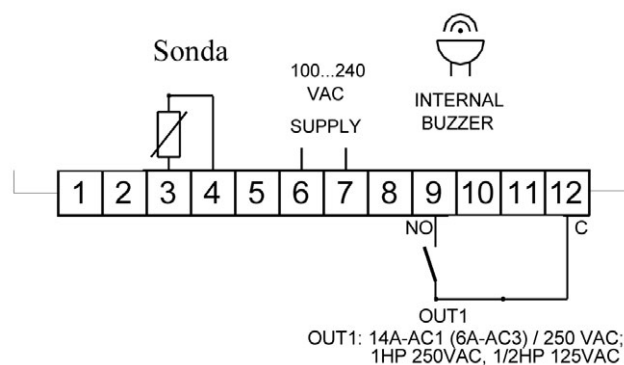 Sonda
100...240
VAC
SUPPLY
INTERNAL
BUZZER
1 2 3 4 5 6 7 8 9 10 11 12
NO C
OUT1
OUT1: 14A-AC1 (6A-AC3) / 250 VAC;
1HP 250VAC, 1/2HP 125VAC